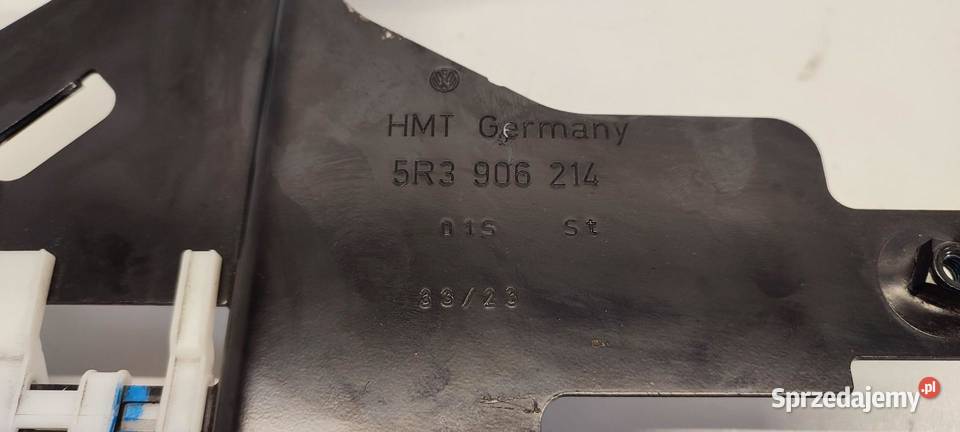 HMT Germany
5R3 906 214
01S St
33/23
Sprzedajemy.pl